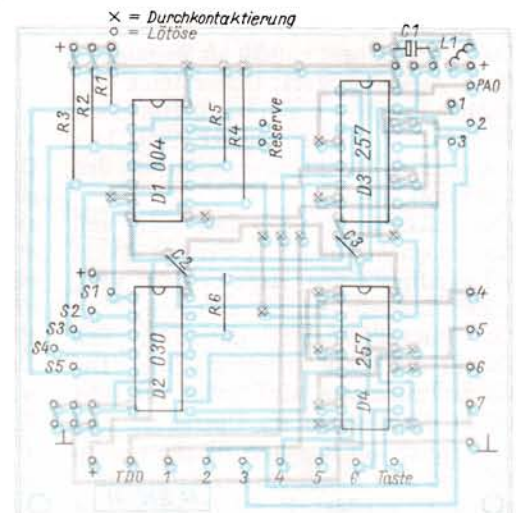 × = Durchkontaktierung
○ = Lötöse
C1
L1
+
+
PA0
R1
R2
R3
R5
R4
Reserve
1
2
3
D1 004
D3 257
C2
C3
+
S1
S2
S3
S4
S5
R6
D2 030
257
D4
4
5
6
7
⊥
⊥
+ TD0 1 2 3 4 5 6 Taste